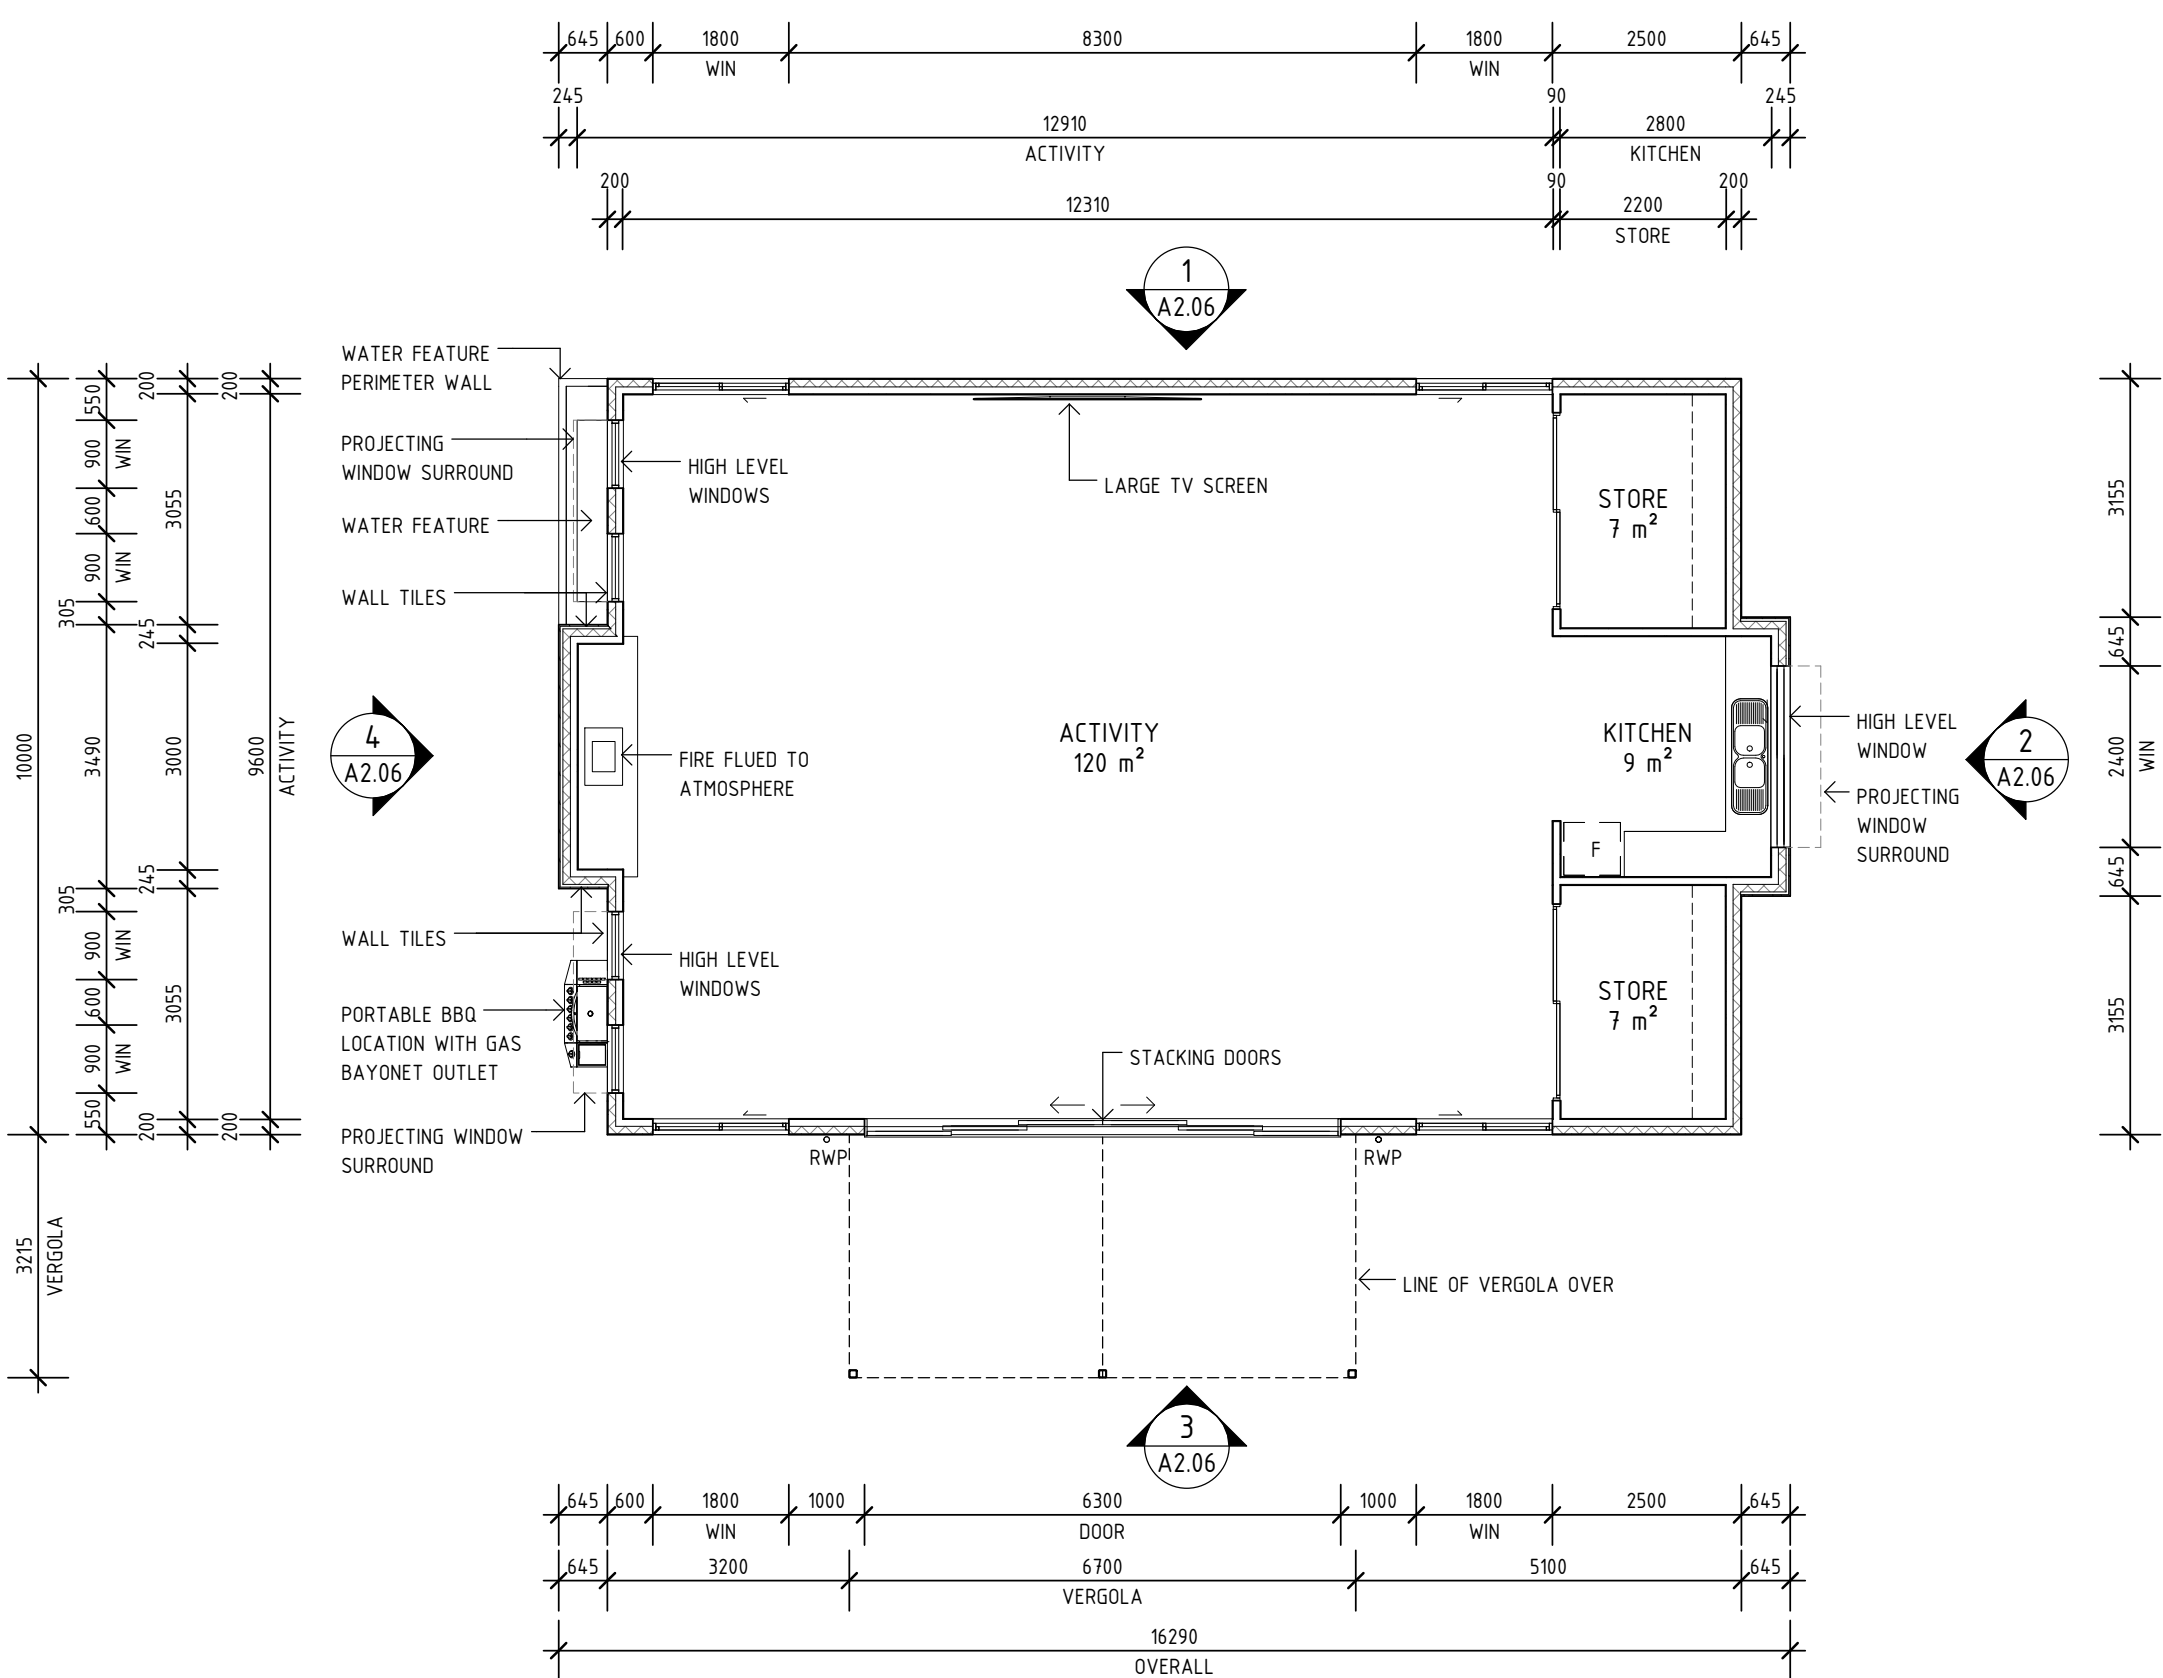 645 600 1800 8300 1800 2500 645
WIN WIN
245 90 245
12910 2800
ACTIVITY KITCHEN
200 90 200
12310 2200
STORE
1
A2.06
WATER FEATURE
PERIMETER WALL
PROJECTING
WINDOW SURROUND
HIGH LEVEL
WINDOWS
LARGE TV SCREEN
STORE
7 m²
WATER FEATURE
WALL TILES
10000
3215
VERGOLA
550
900
WIN
600
900
WIN
305
3490
305
900
WIN
600
900
WIN
550
200
3055
245
3000
245
3055
200
200
9600
ACTIVITY
200
4
A2.06
FIRE FLUED TO
ATMOSPHERE
ACTIVITY
120 m²
KITCHEN
9 m²
F
HIGH LEVEL
WINDOW
PROJECTING
WINDOW
SURROUND
2
A2.06
3155
645
2400
WIN
645
3155
WALL TILES
HIGH LEVEL
WINDOWS
STORE
7 m²
PORTABLE BBQ
LOCATION WITH GAS
BAYONET OUTLET
STACKING DOORS
PROJECTING WINDOW
SURROUND
RWP RWP
LINE OF VERGOLA OVER
3
A2.06
645 600 1800 1000 6300 1000 1800 2500 645
WIN DOOR WIN
645 3200 6700 5100 645
VERGOLA
16290
OVERALL